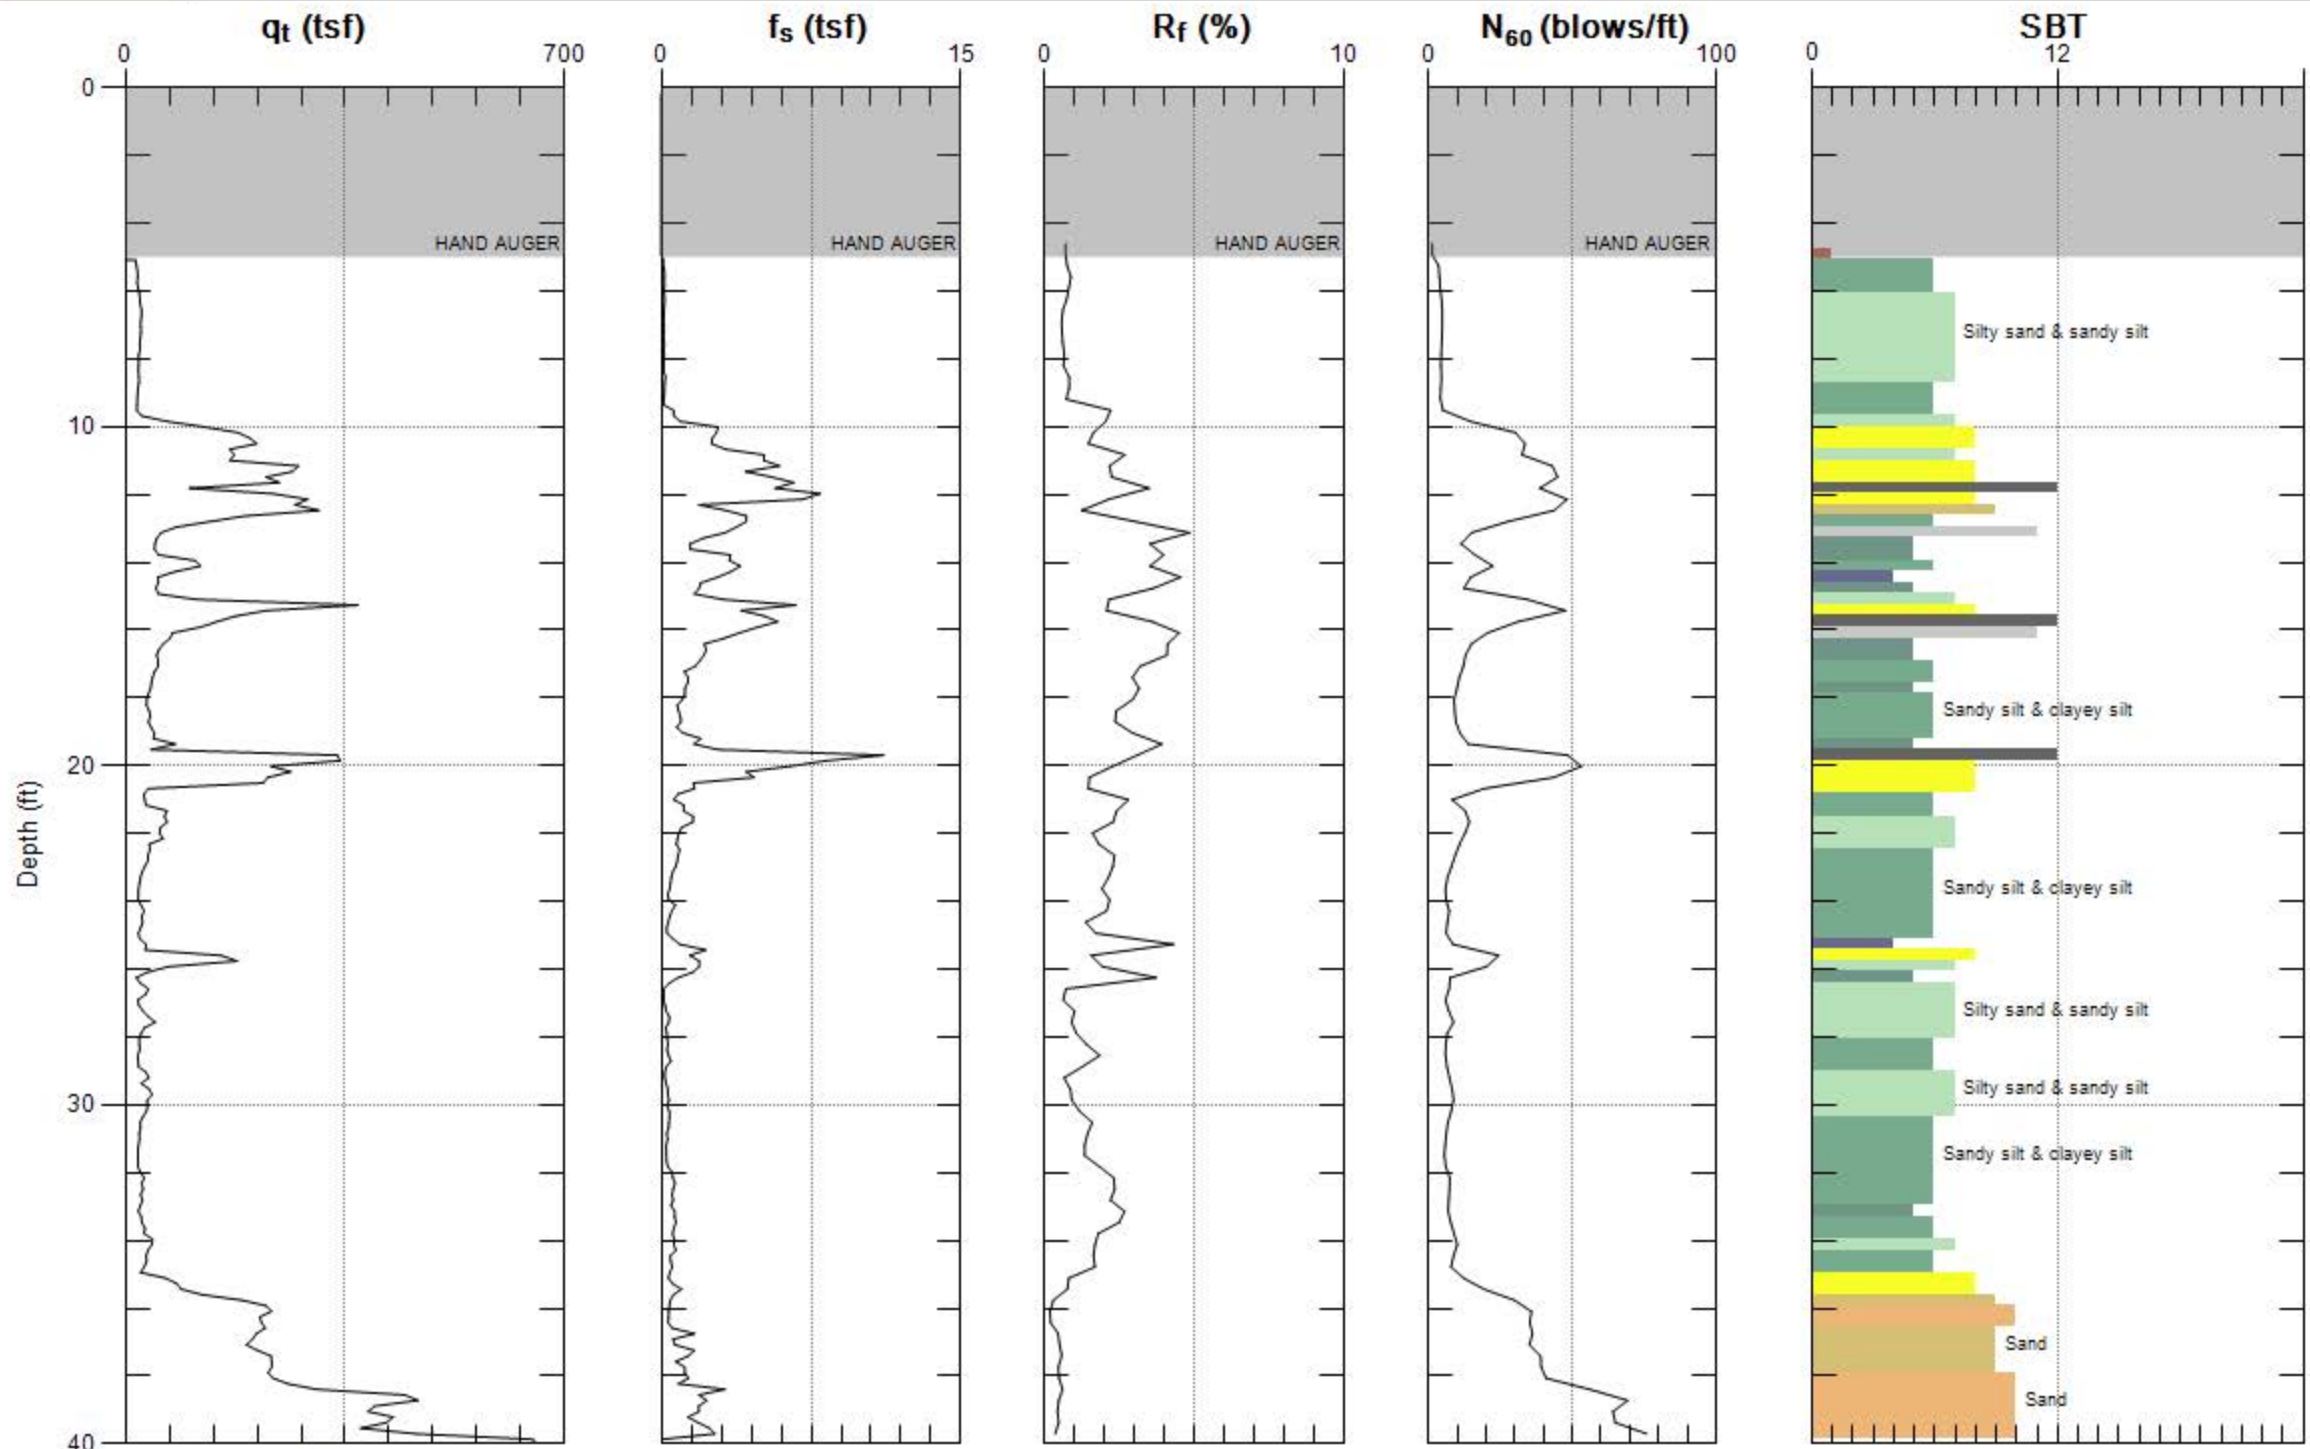 qt (tsf) fs (tsf) Rf (%) N60 (blows/ft) SBT
0 700 0 15 0 10 0 100 0 12
0
HAND AUGER HAND AUGER HAND AUGER HAND AUGER
Silty sand & sandy silt
10
Sandy silt & clayey silt
20
Depth (ft)
Sandy silt & clayey silt
Silty sand & sandy silt
Silty sand & sandy silt
30
Sandy silt & clayey silt
Sand
Sand
40